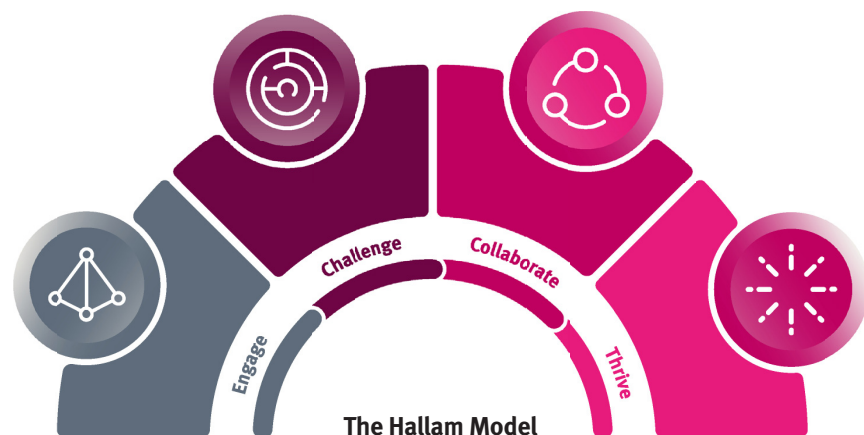 Engage
Challenge
Collaborate
Thrive
The Hallam Model